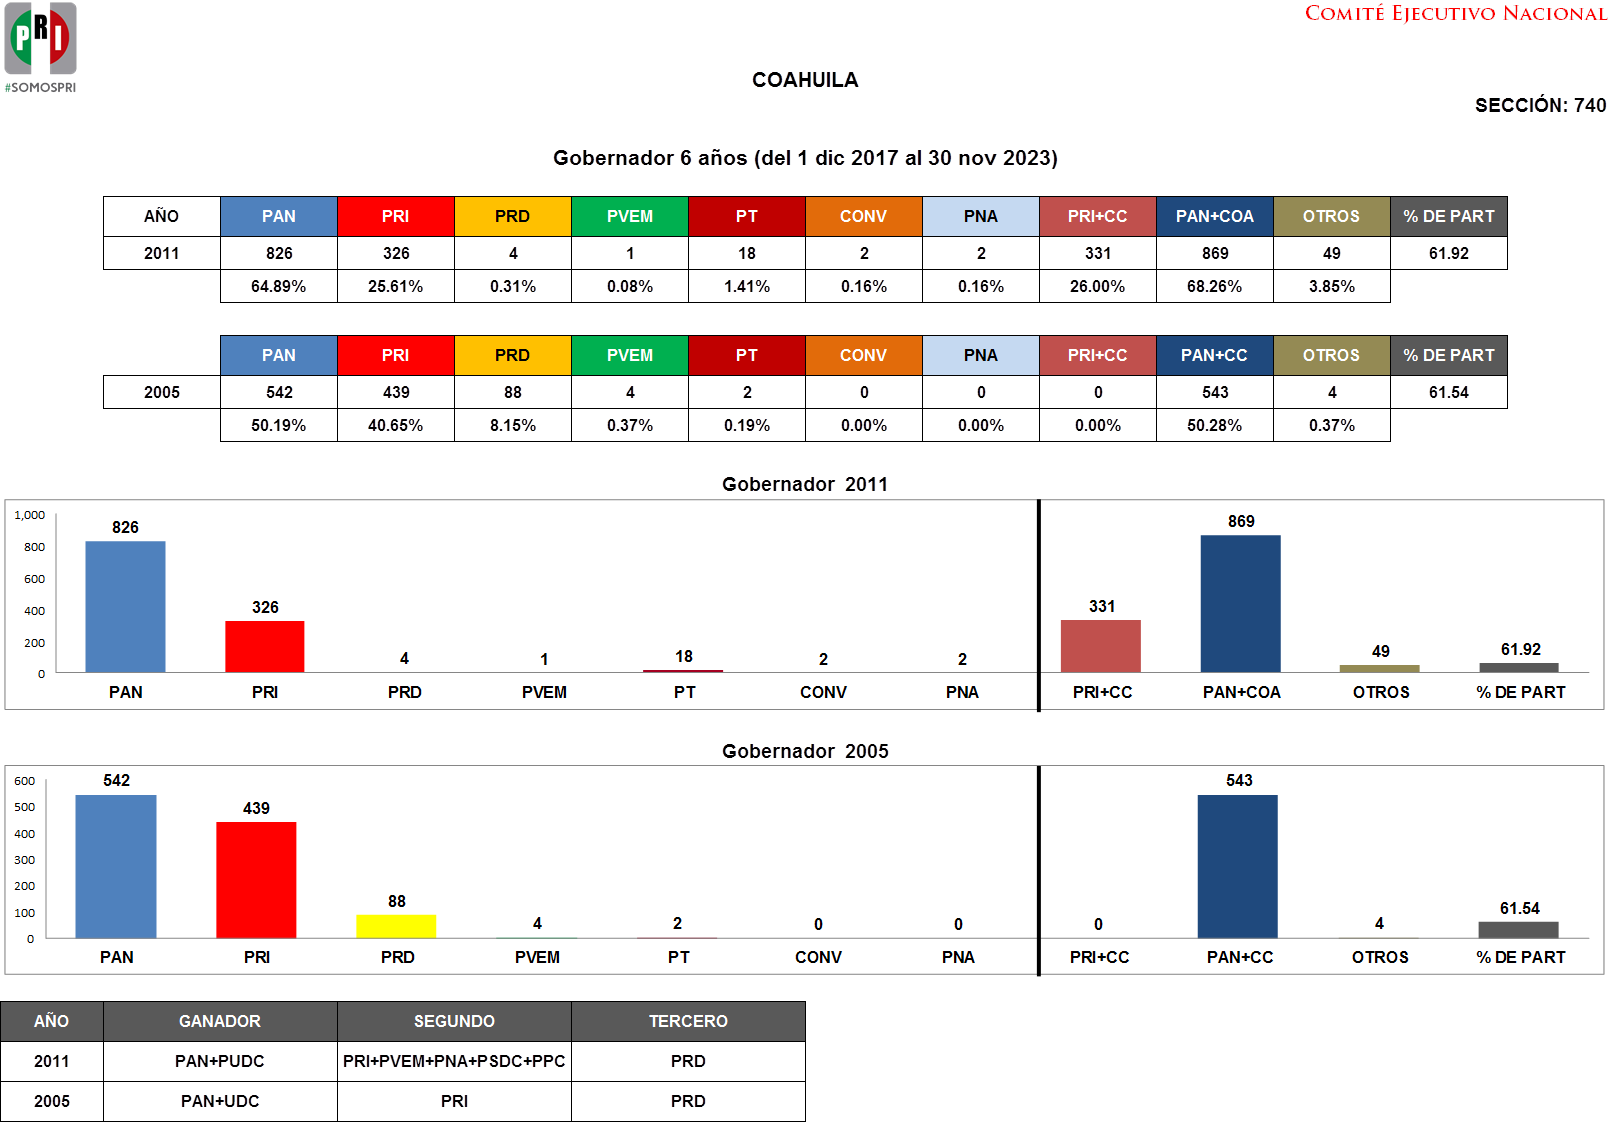 PRI
#SOMOSPRI
COMITÉ EJECUTIVO NACIONAL
COAHUILA
SECCIÓN: 740
Gobernador 6 años (del 1 dic 2017 al 30 nov 2023)
AÑO PAN PRI PRD PVEM PT CONV PNA PRI+CC PAN+COA OTROS % DE PART
2011 826 326 4 1 18 2 2 331 869 49 61.92
64.89% 25.61% 0.31% 0.08% 1.41% 0.16% 0.16% 26.00% 68.26% 3.85%
PAN PRI PRD PVEM PT CONV PNA PRI+CC PAN+CC OTROS % DE PART
2005 542 439 88 4 2 0 0 0 543 4 61.54
50.19% 40.65% 8.15% 0.37% 0.19% 0.00% 0.00% 0.00% 50.28% 0.37%
Gobernador 2011
1,000
800
600
400
200
0
826 326 4 1 18 2 2 331 869 49 61.92
PAN PRI PRD PVEM PT CONV PNA PRI+CC PAN+COA OTROS % DE PART
Gobernador 2005
600
500
400
300
200
100
0
542 439 88 4 2 0 0 0 543 4 61.54
PAN PRI PRD PVEM PT CONV PNA PRI+CC PAN+CC OTROS % DE PART
AÑO GANADOR SEGUNDO TERCERO
2011 PAN+PUDC PRI+PVEM+PNA+PSDC+PPC PRD
2005 PAN+UDC PRI PRD